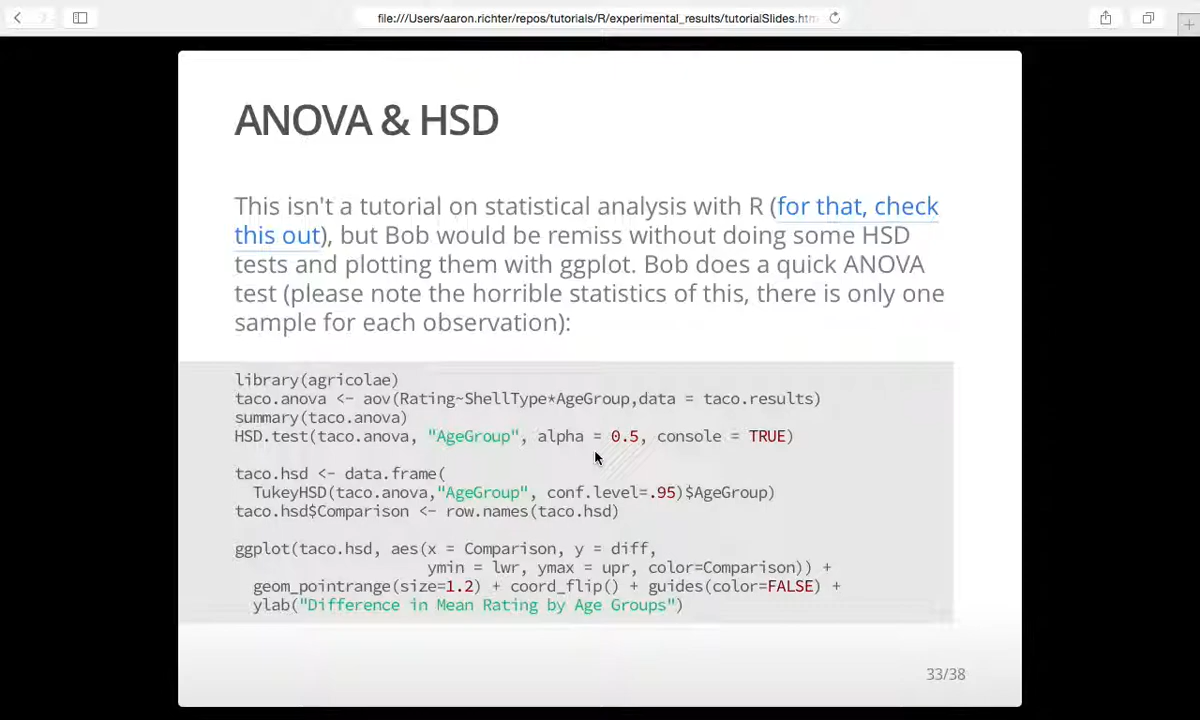 file:///Users/aaron.richter/repos/tutorials/R/experimental_results/tutorialSlides.htm
ANOVA & HSD
This isn't a tutorial on statistical analysis with R (for that, check
this out), but Bob would be remiss without doing some HSD
tests and plotting them with ggplot. Bob does a quick ANOVA
test (please note the horrible statistics of this, there is only one
sample for each observation):
library(agricolae)
taco.anova <- aov(Rating~ShellType*AgeGroup,data = taco.results)
summary(taco.anova)
HSD.test(taco.anova, "AgeGroup", alpha = 0.5, console = TRUE)
taco.hsd <- data.frame(
TukeyHSD(taco.anova,"AgeGroup", conf.level=.95)$AgeGroup)
taco.hsd$Comparison <- row.names(taco.hsd)
ggplot(taco.hsd, aes(x = Comparison, y = diff,
ymin = lwr, ymax = upr, color=Comparison)) +
geom_pointrange(size=1.2) + coord_flip() + guides(color=FALSE) +
ylab("Difference in Mean Rating by Age Groups")
33/38